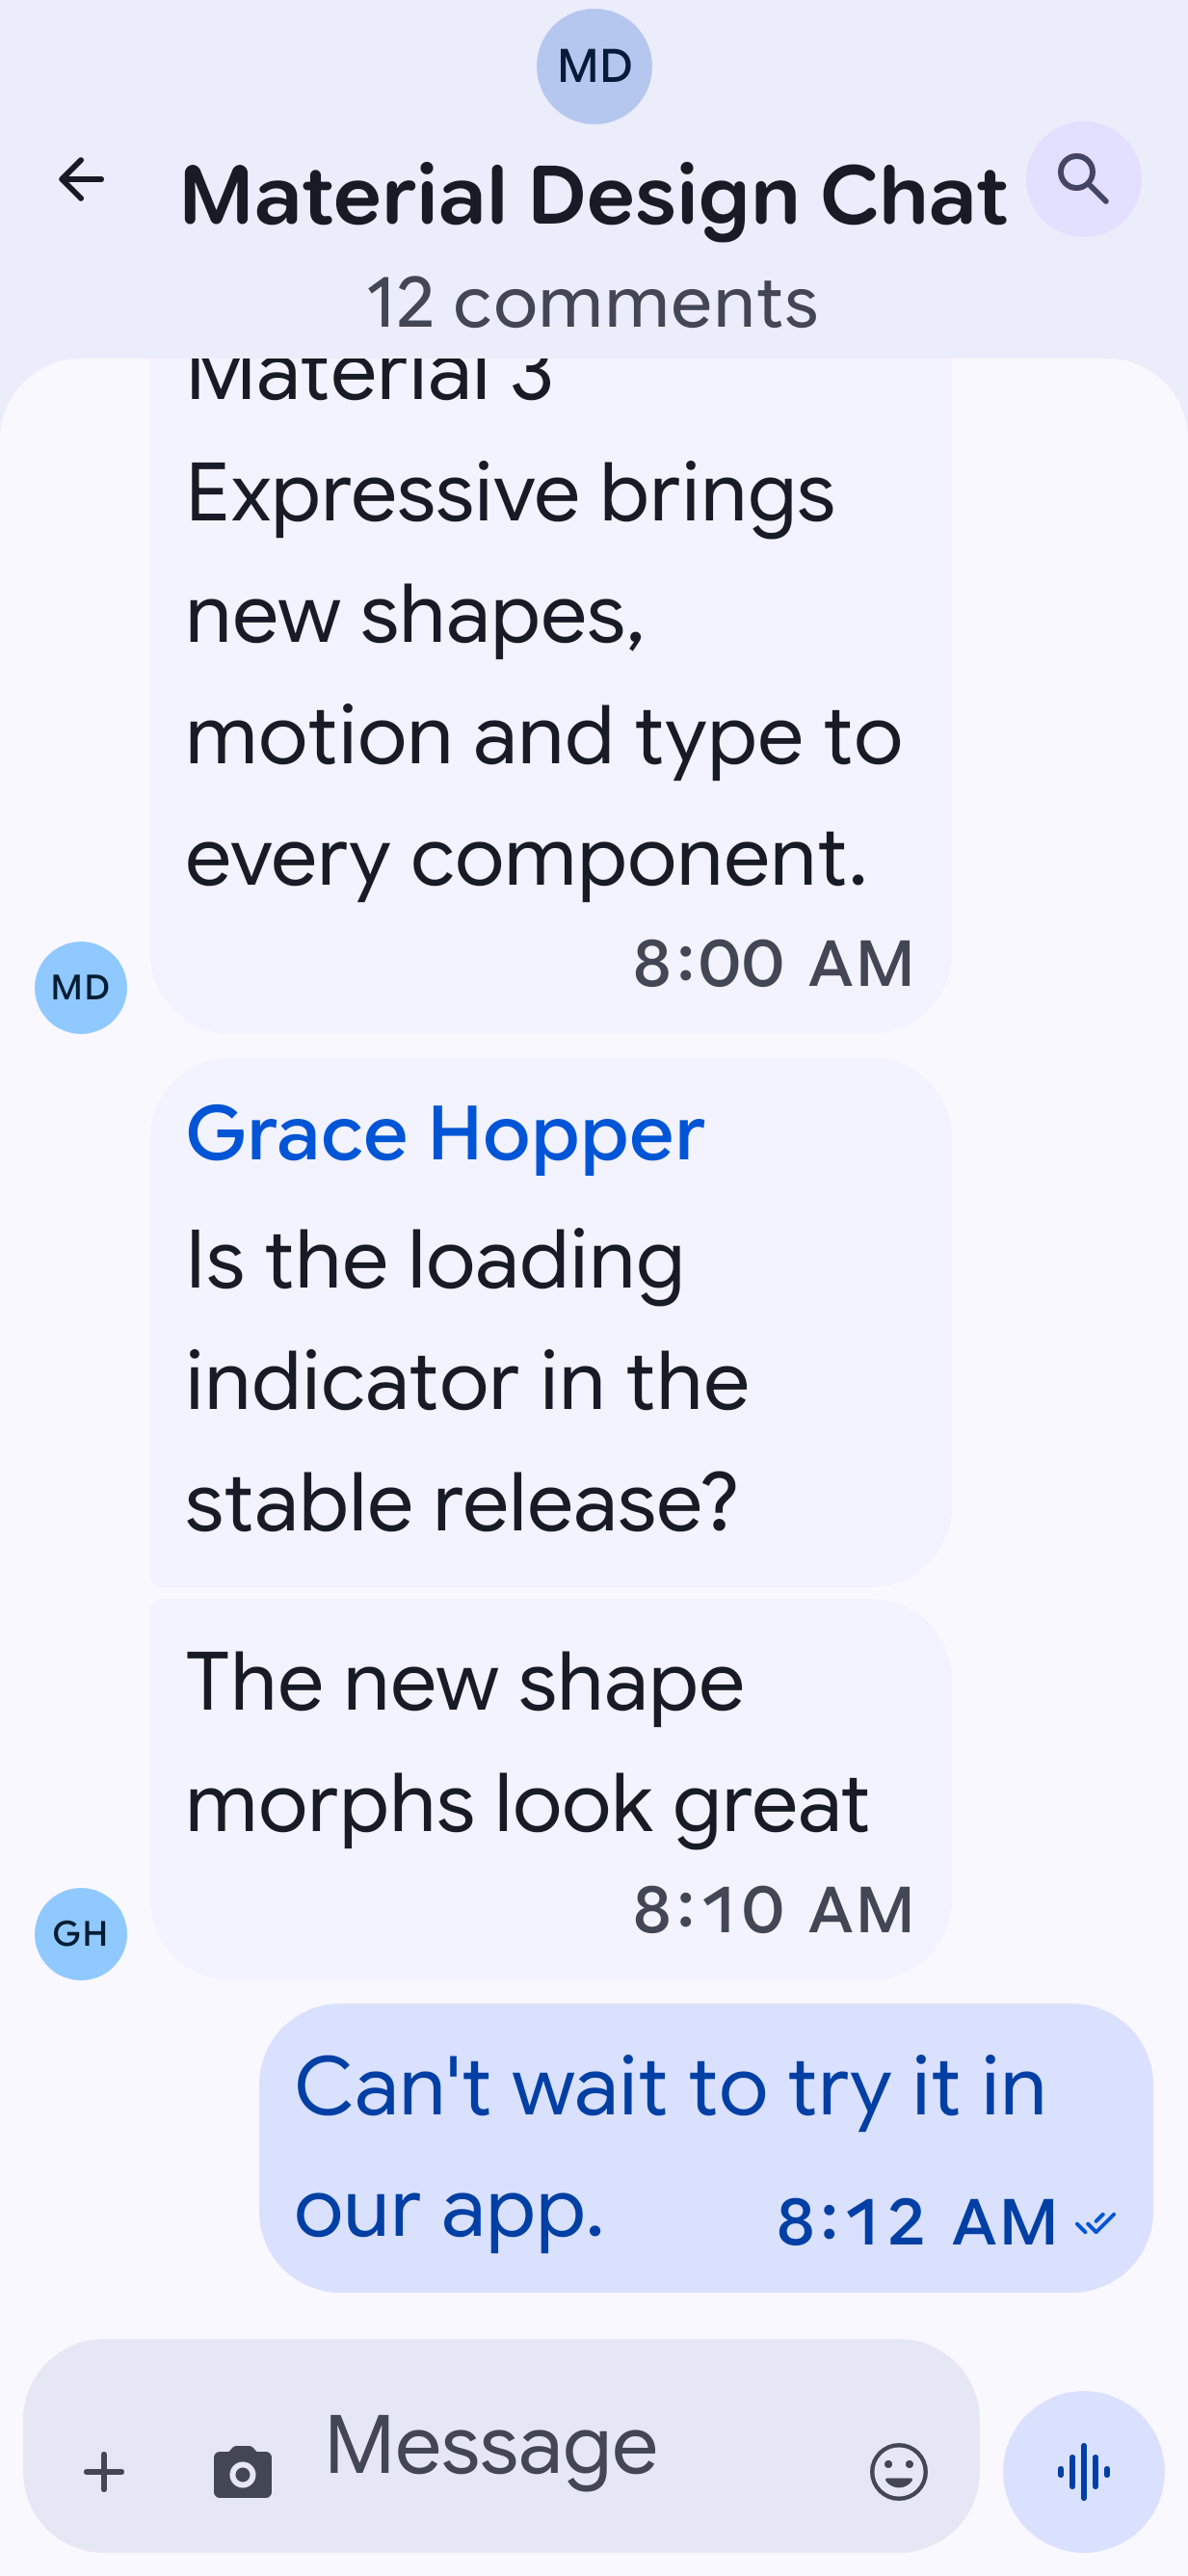 MD
Material Design Chat
12 comments
Material 3
Expressive brings
new shapes,
motion and type to
every component.
8:00 AM
MD
Grace Hopper
Is the loading
indicator in the
stable release?
The new shape
morphs look great
8:10 AM
GH
Can't wait to try it in
our app.
8:12 AM
Message